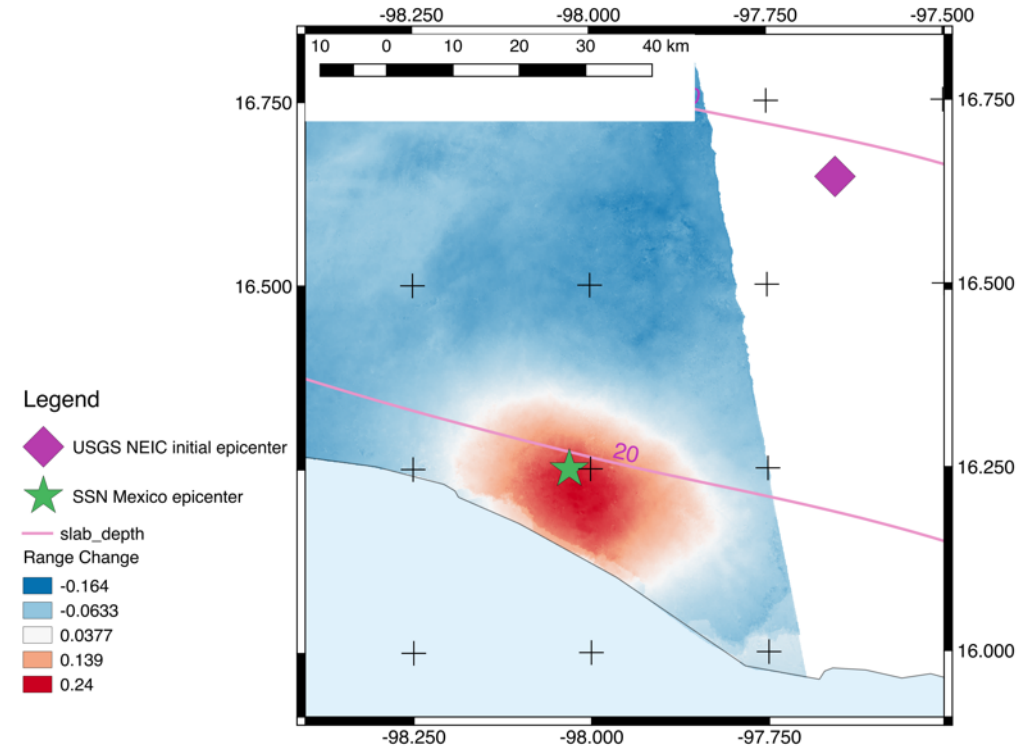 -98.250 -98.000 -97.750 -97.500
10 0 10 20 30 40 km
16.750 16.750
16.500 16.500
20
16.250
16.000
-98.250 -98.000 -97.750
Legend
USGS NEIC initial epicenter
SSN Mexico epicenter
slab_depth
Range Change
-0.164
-0.0633
0.0377
0.139
0.24